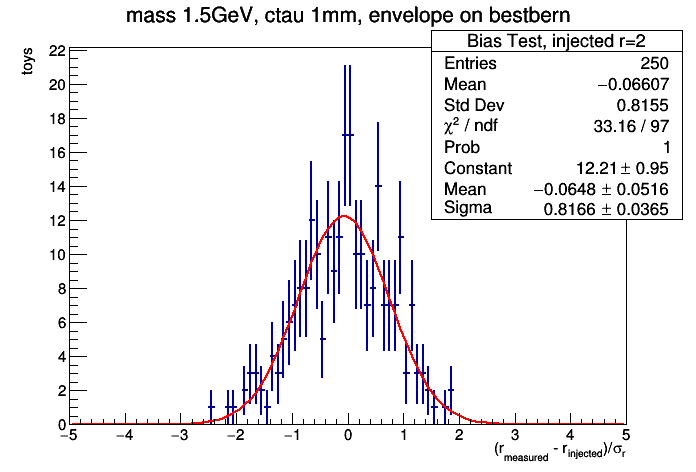 mass 1.5GeV, ctau 1mm, envelope on bestbern
toys
Bias Test, injected r=2
Entries 250
Mean −0.06607
Std Dev 0.8155
χ² / ndf 33.16 / 97
Prob 1
Constant 12.21 ± 0.95
Mean −0.0648 ± 0.0516
Sigma 0.8166 ± 0.0365
22
20
18
16
14
12
10
8
6
4
2
0
−5 −4 −3 −2 −1 0 1 2 3 4 5
(r_measured - r_injected)/σ_r